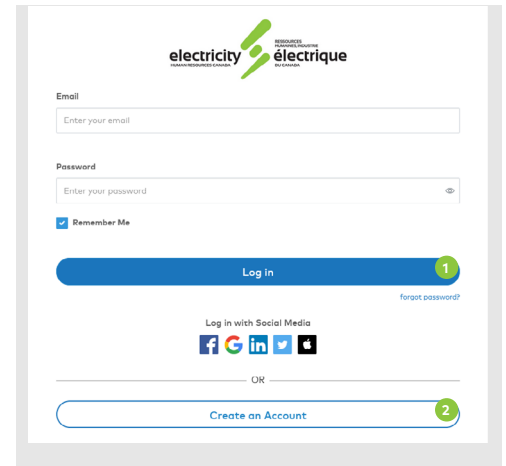 electricity
HUMAN RESOURCES CANADA
RESSOURCES
HUMAINES, INDUSTRIE
électrique
DU CANADA
Email
Enter your email
Password
Enter your password
Remember Me
Log in
1
forgot password?
Log in with Social Media
f G in
OR
Create an Account
2